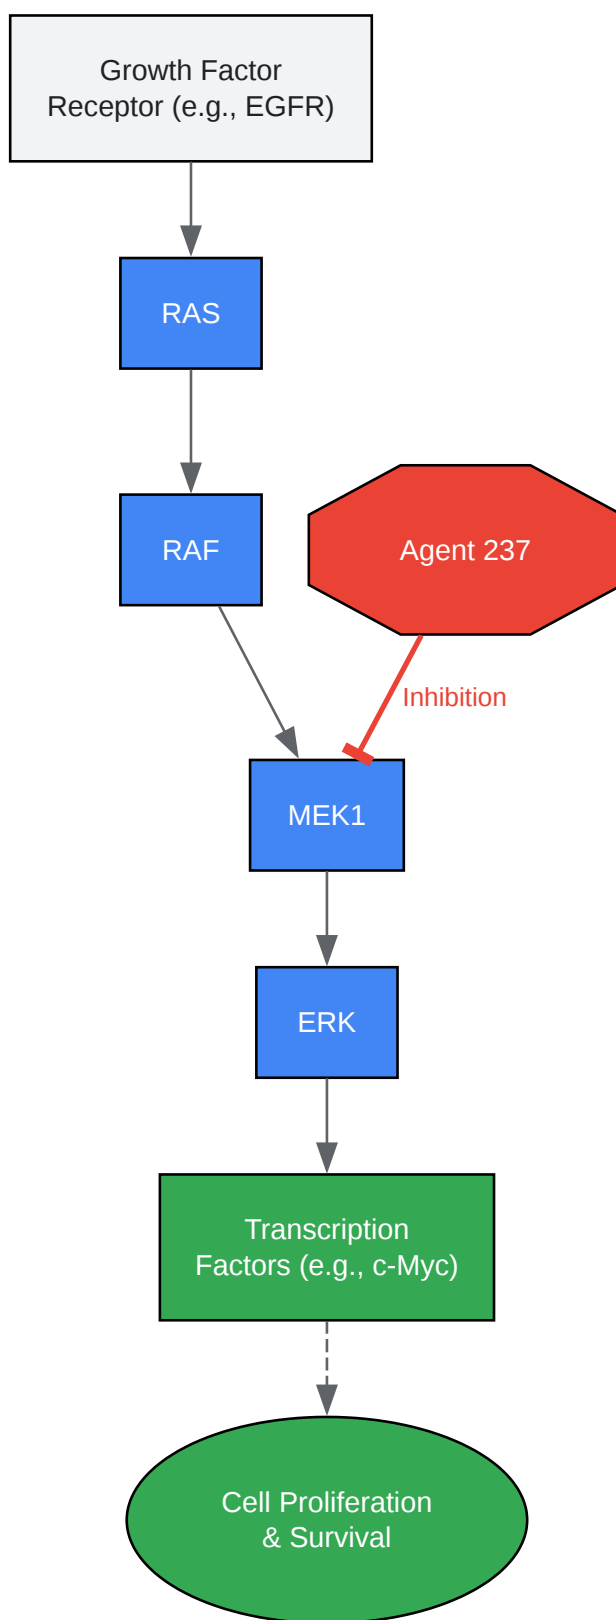 Growth Factor
Receptor (e.g., EGFR)
RAS
RAF
Agent 237
Inhibition
MEK1
ERK
Transcription
Factors (e.g., c-Myc)
Cell Proliferation
& Survival